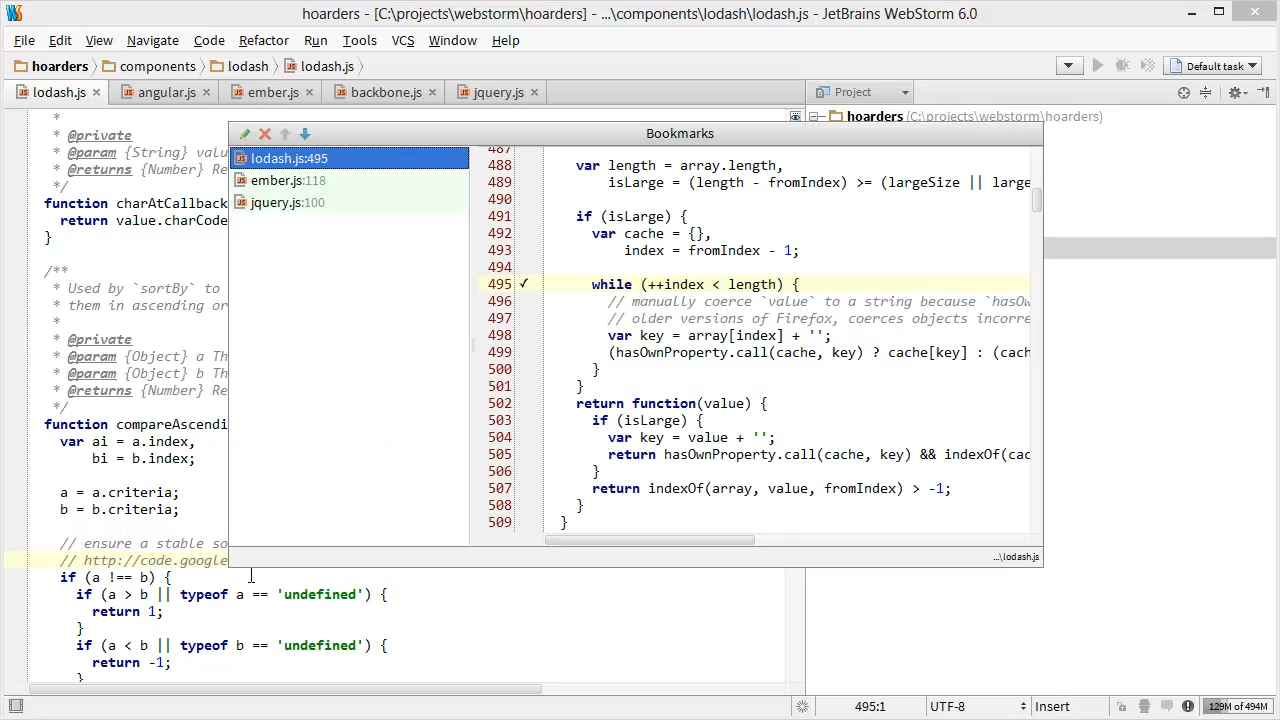 hoarders - [C:\projects\webstorm\hoarders] - ...\components\lodash\lodash.js - JetBrains WebStorm 6.0
File Edit View Navigate Code Refactor Run Tools VCS Window Help
hoarders components lodash lodash.js Default task
lodash.js angular.js ember.js backbone.js jquery.js Project
hoarders (C:\projects\webstorm\hoarders)
*
* @private
* @param {String} valu
* @returns {Number} Re
*/
function charAtCallback
return value.charCode
}
/**
* Used by `sortBy` to
* them in ascending or
*
* @private
* @param {Object} a Th
* @param {Object} b Th
* @returns {Number} Re
*/
function compareAscendi
var ai = a.index,
bi = b.index;
a = a.criteria;
b = b.criteria;
// ensure a stable so
// http://code.google
if (a !== b) {
if (a > b || typeof a == 'undefined') {
return 1;
}
if (a < b || typeof b == 'undefined') {
return -1;
}
Bookmarks
lodash.js:495
ember.js:118
jquery.js:100
487
488 var length = array.length,
489 isLarge = (length - fromIndex) >= (largeSize || large
490
491 if (isLarge) {
492 var cache = {},
493 index = fromIndex - 1;
494
495 while (++index < length) {
496 // manually coerce `value` to a string because `hasOw
497 // older versions of Firefox, coerces objects incorre
498 var key = array[index] + '';
499 (hasOwnProperty.call(cache, key) ? cache[key] : (cach
500 }
501 }
502 return function(value) {
503 if (isLarge) {
504 var key = value + '';
505 return hasOwnProperty.call(cache, key) && indexOf(cac
506 }
507 return indexOf(array, value, fromIndex) > -1;
508 }
509 }
...\lodash.js
495:1 UTF-8 Insert 129M of 494M